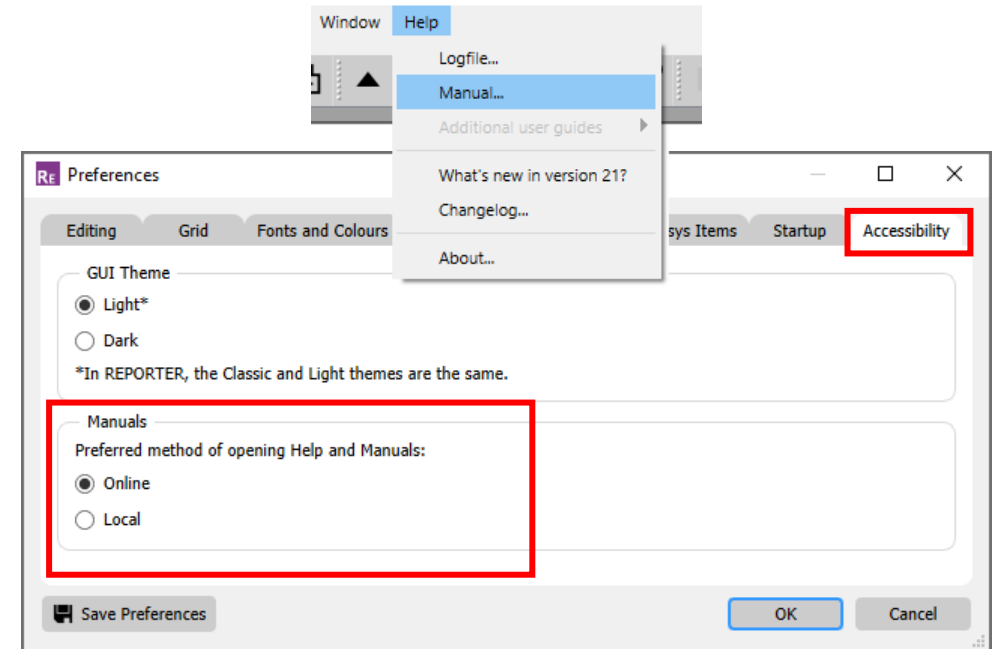 Window Help
Logfile...
Manual...
Additional user guides
What's new in version 21?
Changelog...
About...
RE Preferences
Editing Grid Fonts and Colours sys Items Startup Accessibility
GUI Theme
Light*
Dark
*In REPORTER, the Classic and Light themes are the same.
Manuals
Preferred method of opening Help and Manuals:
Online
Local
Save Preferences OK Cancel